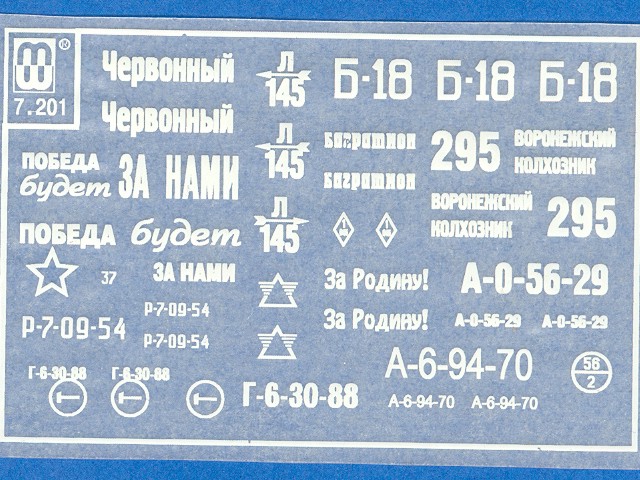 ®
7.201
Червонный
Червонный
Л
145
Б-18 Б-18 Б-18
Л
145
багратион
багратион
295
ВОРОНЕЖСКИЙ
КОЛХОЗНИК
ВОРОНЕЖСКИЙ
КОЛХОЗНИК
295
ПОБЕДА
будет ЗА НАМИ
ПОБЕДА будет
ЗА НАМИ
Л
145
37
За Родину!
За Родину!
А-0-56-29
А-0-56-29 А-0-56-29
Р-7-09-54
Р-7-09-54
Р-7-09-54
Г-6-30-88 Г-6-30-88
Г-6-30-88
А-6-94-70
А-6-94-70 А-6-94-70
56
2